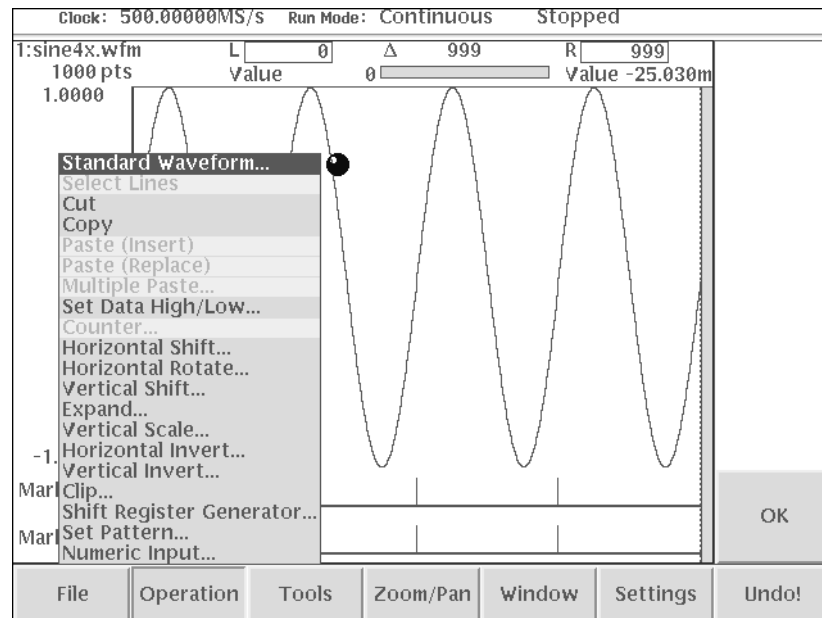 Clock: 500.00000MS/s Run Mode: Continuous Stopped
1:sine4x.wfm L 0 Δ 999 R 999
1000 pts Value 0 Value -25.030m
1.0000
Standard Waveform...
Select Lines
Cut
Copy
Paste (Insert)
Paste (Replace)
Multiple Paste...
Set Data High/Low...
Counter...
Horizontal Shift...
Horizontal Rotate...
Vertical Shift...
Expand...
Vertical Scale...
-1. Horizontal Invert...
Vertical Invert...
Mark Clip...
Shift Register Generator...
Mark Set Pattern...
Numeric Input...
OK
File Operation Tools Zoom/Pan Window Settings Undo!